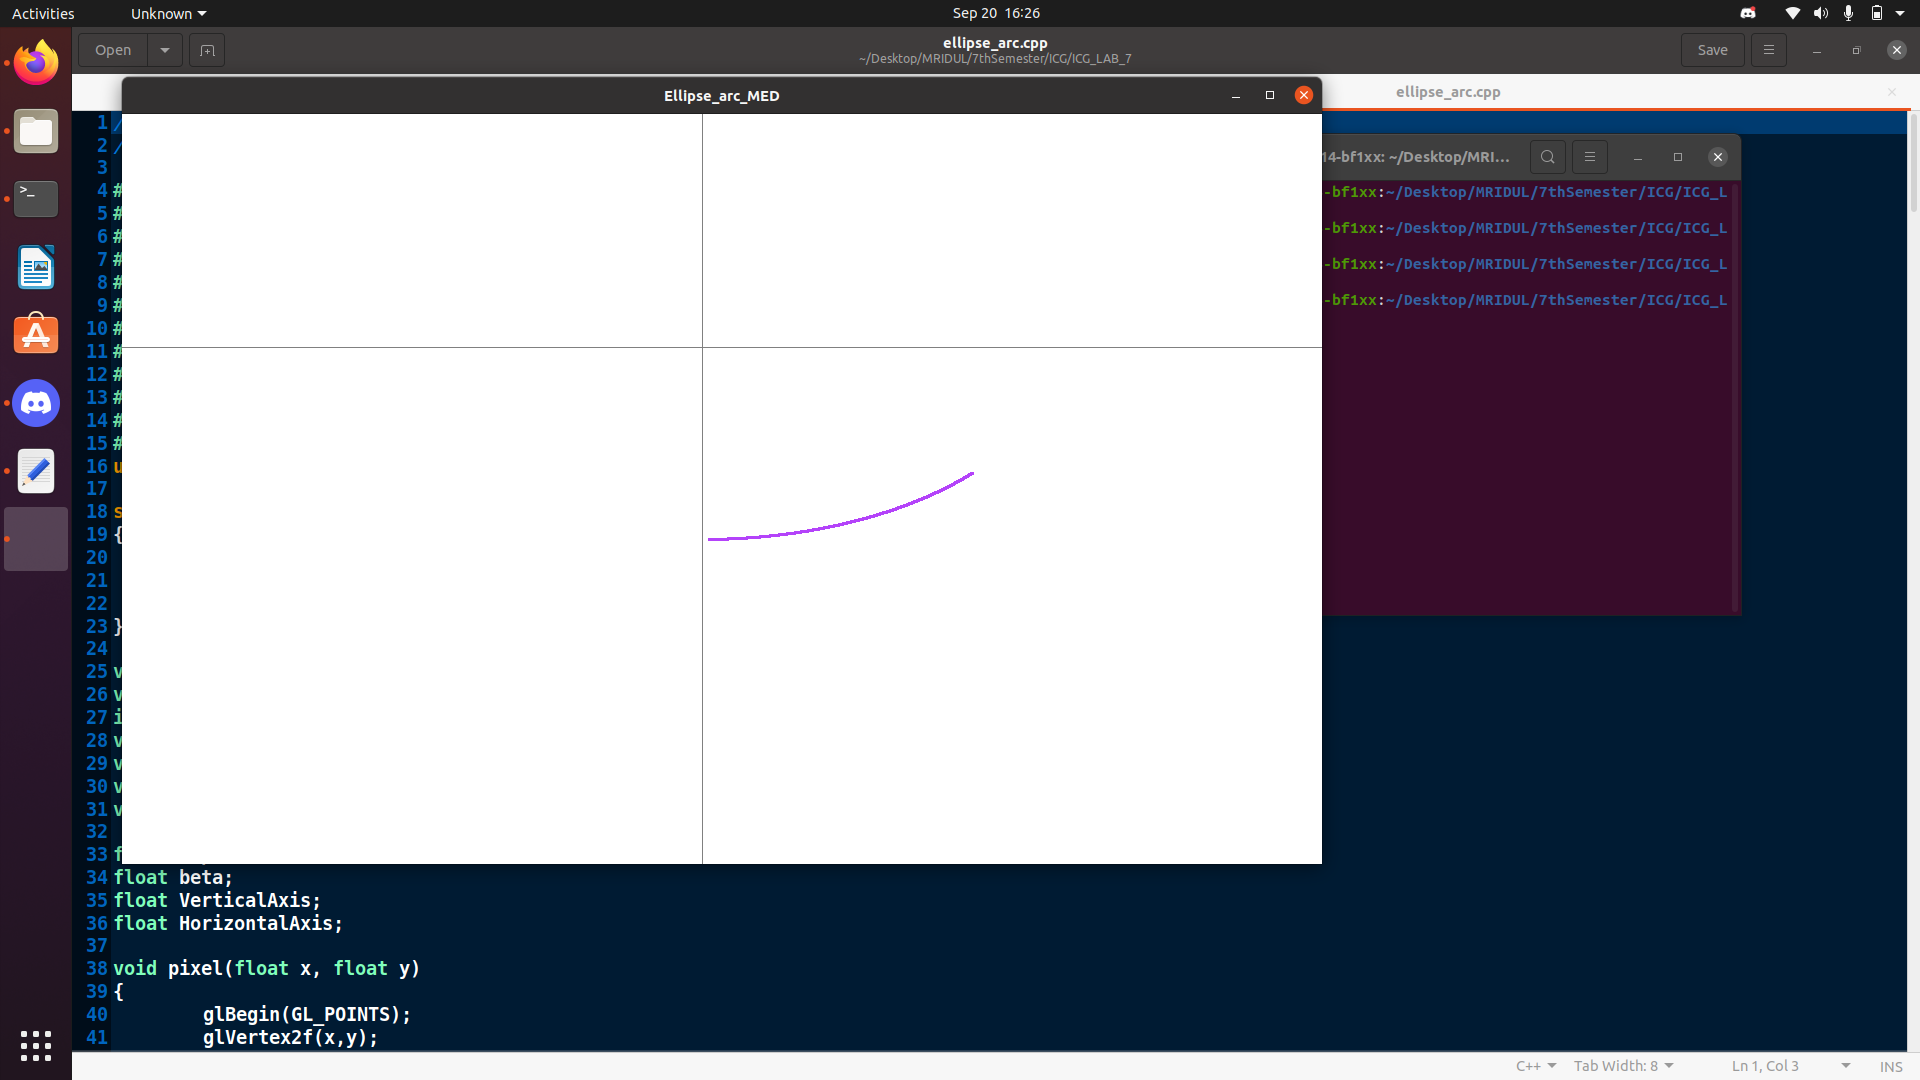 Activities
Unknown
Sep 20 16:26
Open
ellipse_arc.cpp
~/Desktop/MRIDUL/7thSemester/ICG/ICG_LAB_7
Save
ellipse_arc.cpp
Ellipse_arc_MED
14-bf1xx: ~/Desktop/MRI...
-bf1xx:~/Desktop/MRIDUL/7thSemester/ICG/ICG_L
-bf1xx:~/Desktop/MRIDUL/7thSemester/ICG/ICG_L
-bf1xx:~/Desktop/MRIDUL/7thSemester/ICG/ICG_L
-bf1xx:~/Desktop/MRIDUL/7thSemester/ICG/ICG_L
1 /
2 /
3
4 #
5 #
6 #
7 #
8 #
9 #
10 #
11 #
12 #
13 #
14 #
15 #
16 u
17
18 s
19 {
20
21
22
23 }
24
25 v
26 v
27 i
28 v
29 v
30 v
31 v
32
33 f
34 float beta;
35 float VerticalAxis;
36 float HorizontalAxis;
37
38 void pixel(float x, float y)
39 {
40 glBegin(GL_POINTS);
41 glVertex2f(x,y);
C++
Tab Width: 8
Ln 1, Col 3
INS